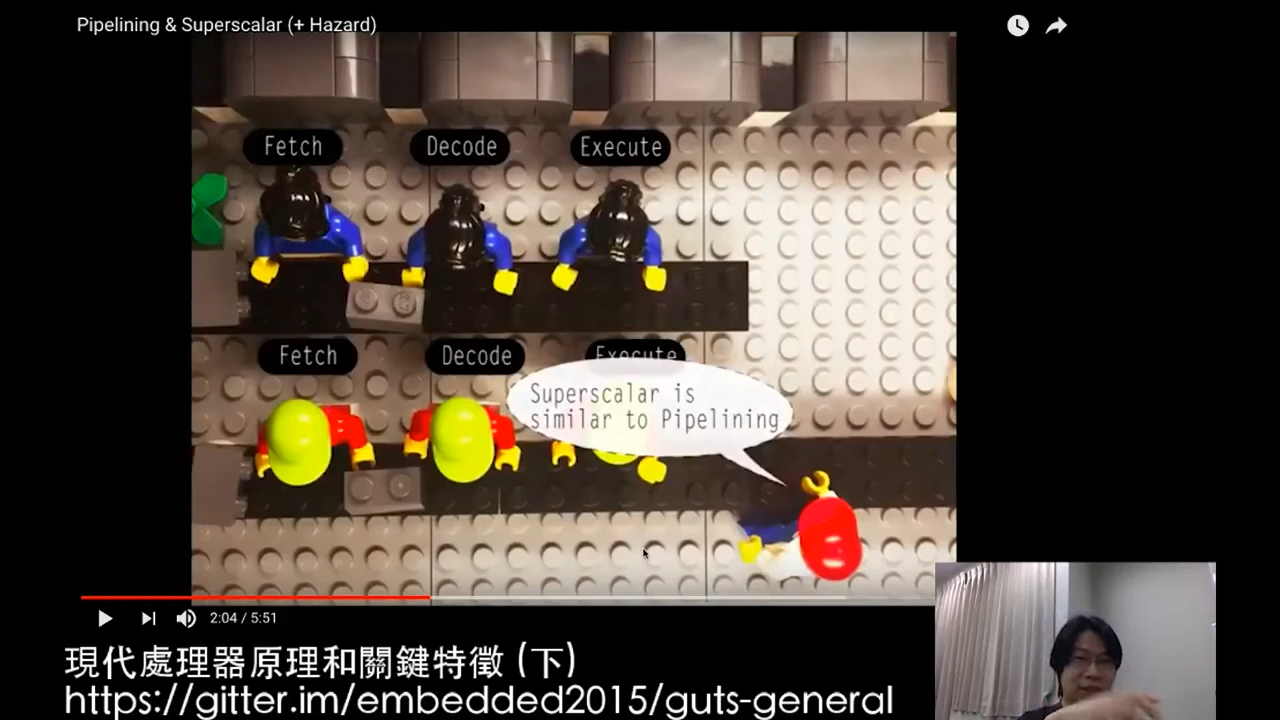 Pipelining & Superscalar (+ Hazard)
Fetch
Decode
Execute
Fetch
Decode
Execute
Superscalar is
similar to Pipelining
2:04 / 5:51
現代處理器原理和關鍵特徵 (下)
https://gitter.im/embedded2015/guts-general